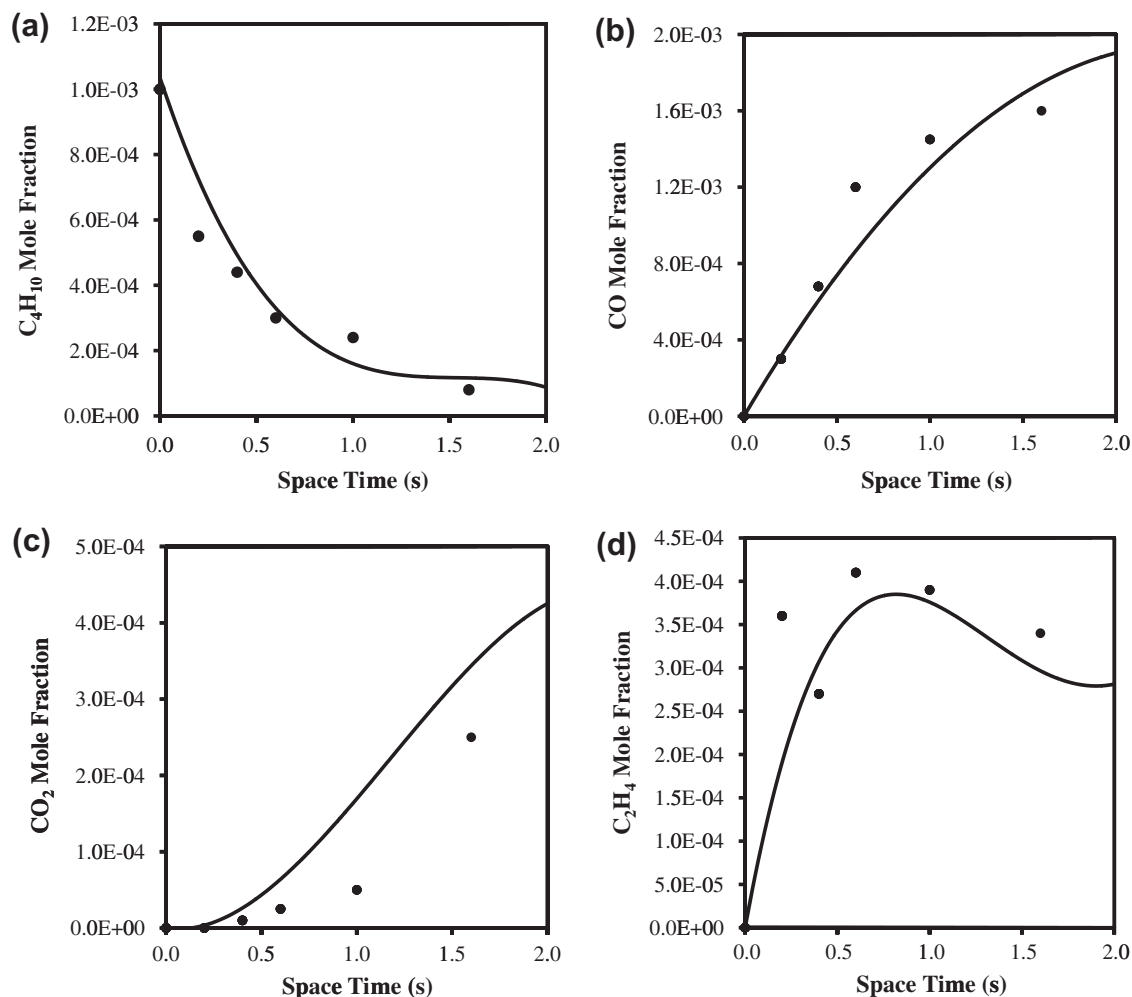 (a)
1.2E-03
1.0E-03
8.0E-04
6.0E-04
4.0E-04
2.0E-04
0.0E+00
C₄H₁₀ Mole Fraction
0.0 0.5 1.0 1.5 2.0
Space Time (s)
(b)
2.0E-03
1.6E-03
1.2E-03
8.0E-04
4.0E-04
0.0E+00
CO Mole Fraction
0.0 0.5 1.0 1.5 2.0
Space Time (s)
(c)
5.0E-04
4.0E-04
3.0E-04
2.0E-04
1.0E-04
0.0E+00
CO₂ Mole Fraction
0.0 0.5 1.0 1.5 2.0
Space Time (s)
(d)
4.5E-04
4.0E-04
3.5E-04
3.0E-04
2.5E-04
2.0E-04
1.5E-04
1.0E-04
5.0E-05
0.0E+00
C₂H₄ Mole Fraction
0.0 0.5 1.0 1.5 2.0
Space Time (s)